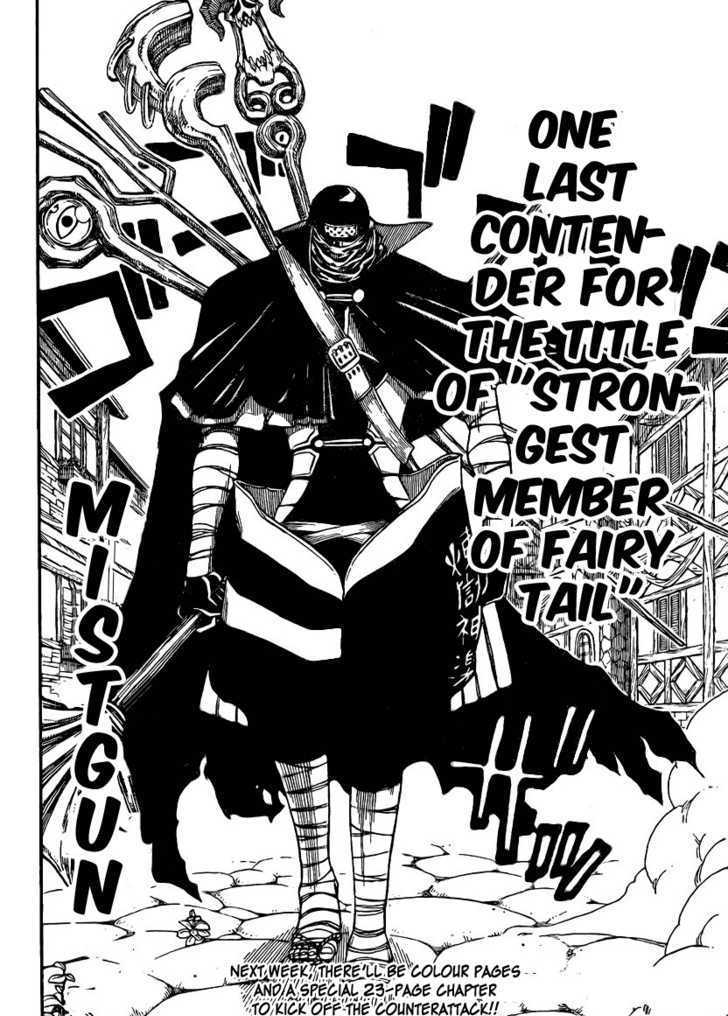 ONE
LAST
CONTEN-
DER FOR
THE TITLE
OF "STRON-
GEST
MEMBER
OF FAIRY
TAIL"
MISTGUN
NEXT WEEK, THERE'LL BE COLOUR PAGES
AND A SPECIAL 23-PAGE CHAPTER
TO KICK OFF THE COUNTERATTACK!!